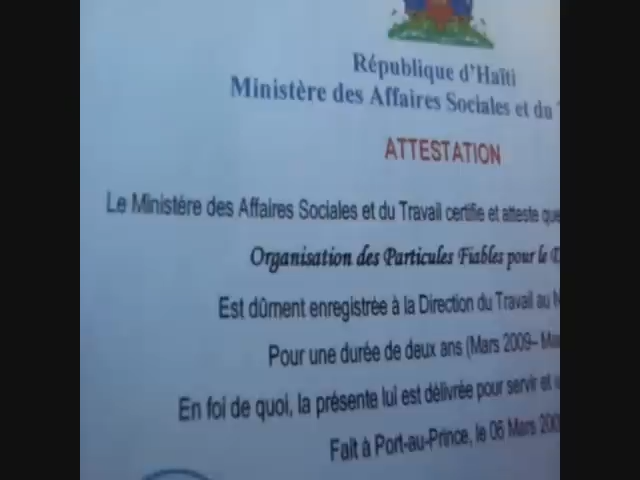 République d'Haïti
Ministère des Affaires Sociales et du
ATTESTATION
Le Ministère des Affaires Sociales et du Travail certifie et atteste que
Organisation des Particules Fiables pour le
Est dûment enregistrée à la Direction du Travail au
Pour une durée de deux ans (Mars 2009–
En foi de quoi, la présente lui est délivrée pour servir et
Fait à Port-au-Prince, le 06 Mars